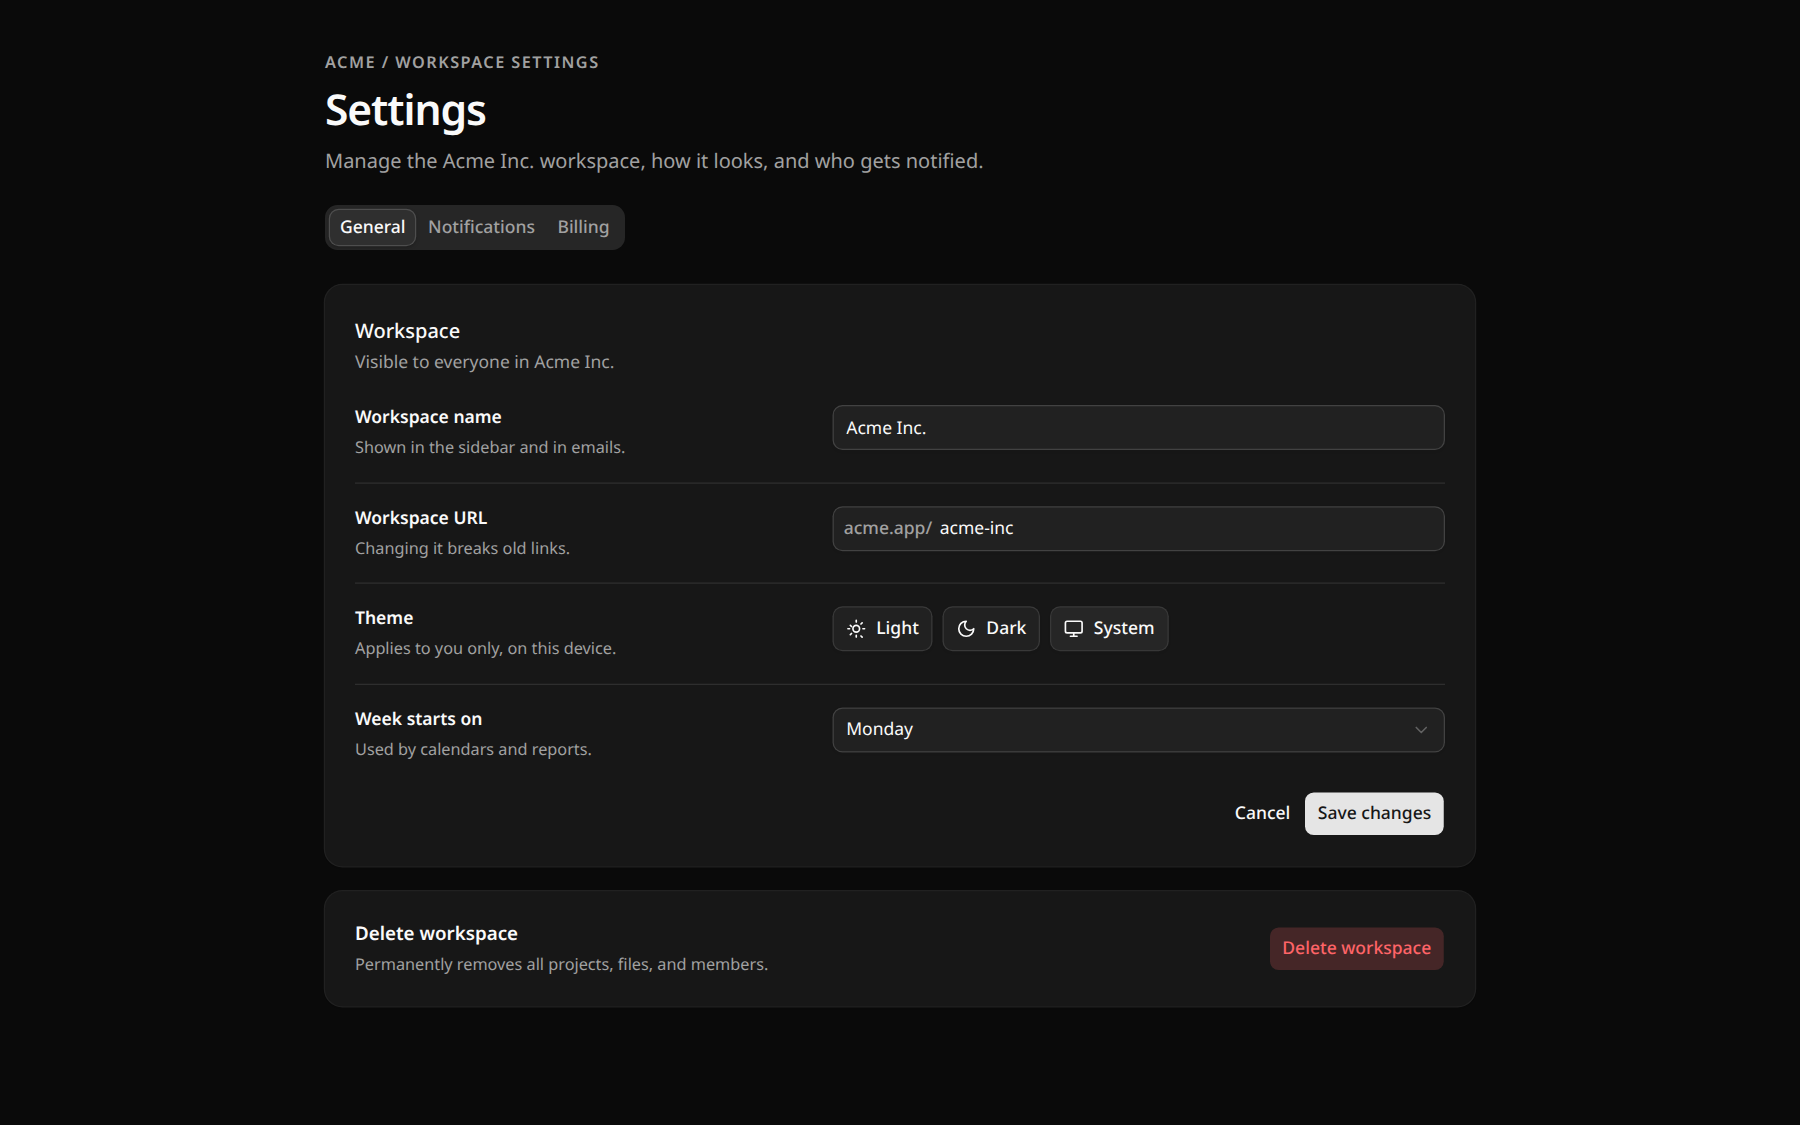 ACME / WORKSPACE SETTINGS
Settings
Manage the Acme Inc. workspace, how it looks, and who gets notified.
General Notifications Billing
Workspace
Visible to everyone in Acme Inc.
Workspace name
Shown in the sidebar and in emails.
Acme Inc.
Workspace URL
Changing it breaks old links.
acme.app/ acme-inc
Theme
Applies to you only, on this device.
Light Dark System
Week starts on
Used by calendars and reports.
Monday
Cancel Save changes
Delete workspace
Permanently removes all projects, files, and members.
Delete workspace